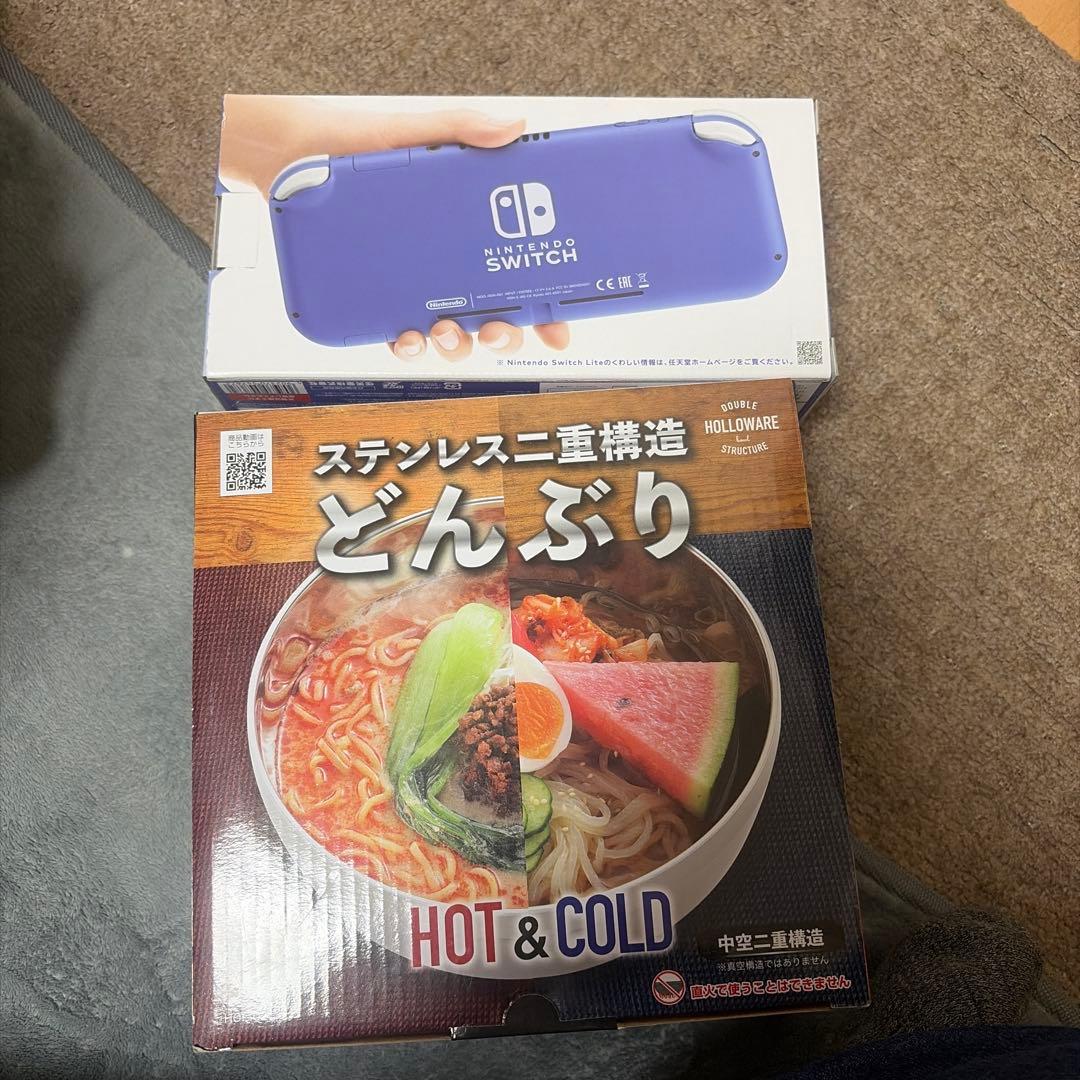 NINTENDO
SWITCH
Nintendo
CE EAC
※ Nintendo Switch Liteのくわしい情報は、任天堂ホームページをご覧ください。
商品動画は
こちらから
DOUBLE
HOLLOWARE
STRUCTURE
ステンレス二重構造
どんぶり
HOT & COLD
中空二重構造
※真空構造ではありません
直火で使うことはできません